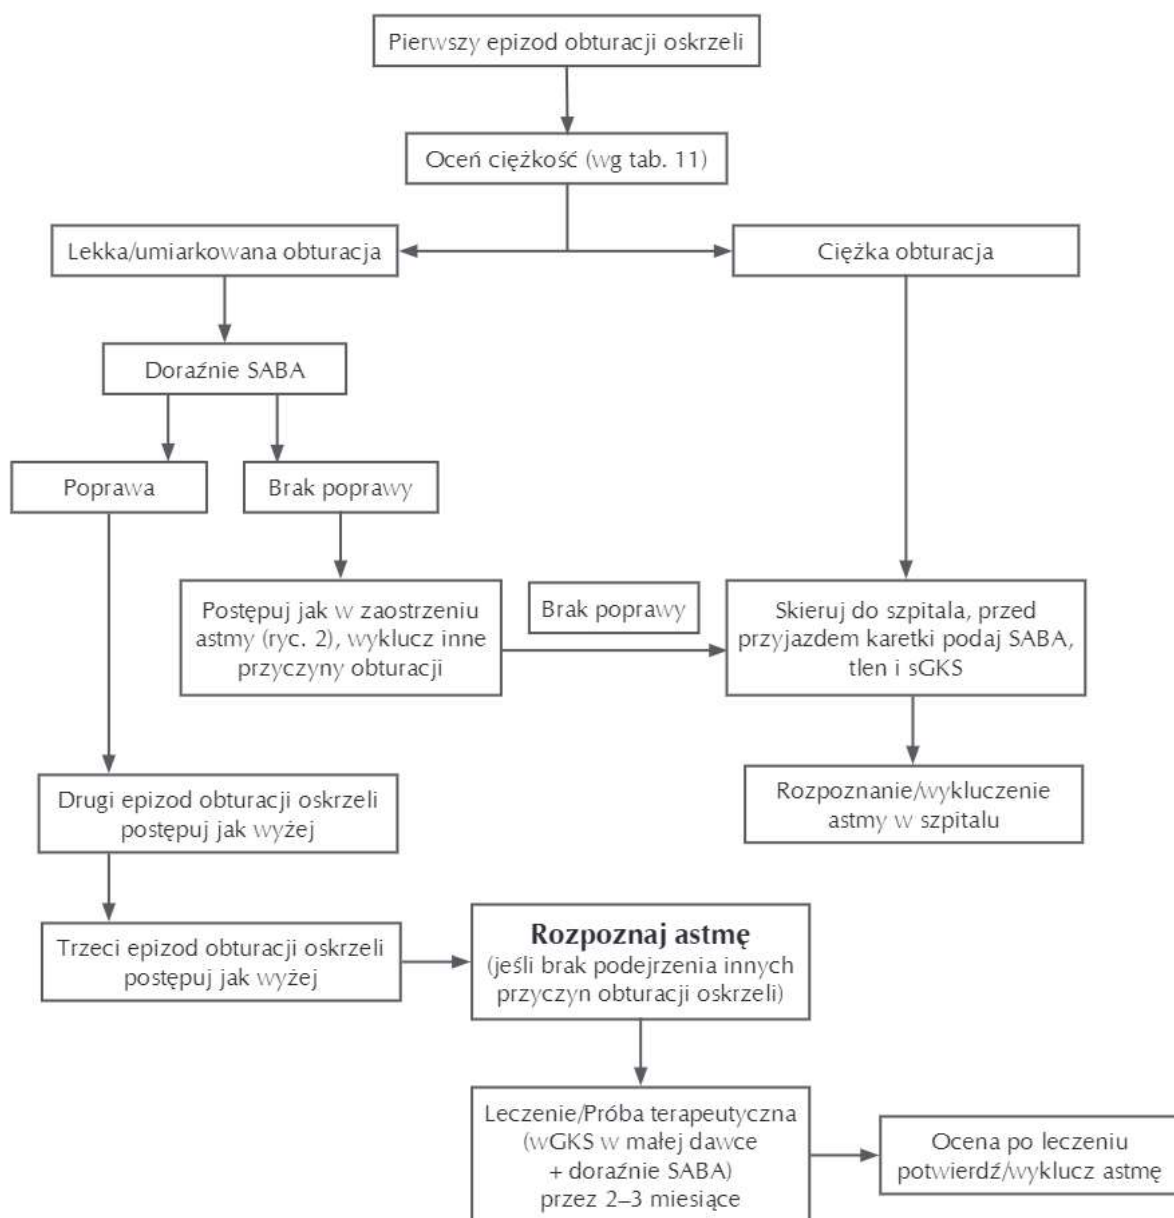 Pierwszy epizod obturacji oskrzeli
Oceń ciężkość (wg tab. 11)
Lekka/umiarkowana obturacja
Ciężka obturacja
Doraźnie SABA
Poprawa
Brak poprawy
Postępuj jak w zaostrzeniu
astmy (ryc. 2), wyklucz inne
przyczyny obturacji
Brak poprawy
Skieruj do szpitala, przed
przyjazdem karetki podaj SABA,
tlen i sGKS
Rozpoznanie/wykluczenie
astmy w szpitalu
Drugi epizod obturacji oskrzeli
postępuj jak wyżej
Trzeci epizod obturacji oskrzeli
postępuj jak wyżej
Rozpoznaj astmę
(jeśli brak podejrzenia innych
przyczyn obturacji oskrzeli)
Leczenie/Próba terapeutyczna
(wGKS w małej dawce
+ doraźnie SABA)
przez 2–3 miesiące
Ocena po leczeniu
potwierdź/wyklucz astmę